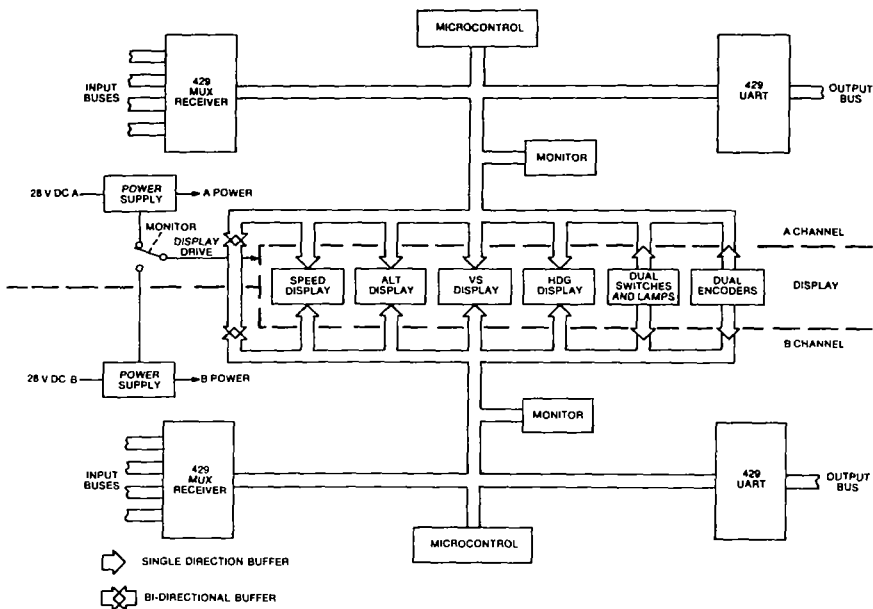 MICROCONTROL
INPUT
BUSES
429
MUX
RECEIVER
429
UART
OUTPUT
BUS
MONITOR
28 V DC A
POWER
SUPPLY
A POWER
MONITOR
DISPLAY
DRIVE
A CHANNEL
SPEED
DISPLAY
ALT
DISPLAY
VS
DISPLAY
HDG
DISPLAY
DUAL
SWITCHES
AND LAMPS
DUAL
ENCODERS
DISPLAY
B CHANNEL
28 V DC B
POWER
SUPPLY
B POWER
MONITOR
INPUT
BUSES
429
MUX
RECEIVER
429
UART
OUTPUT
BUS
MICROCONTROL
SINGLE DIRECTION BUFFER
BI-DIRECTIONAL BUFFER